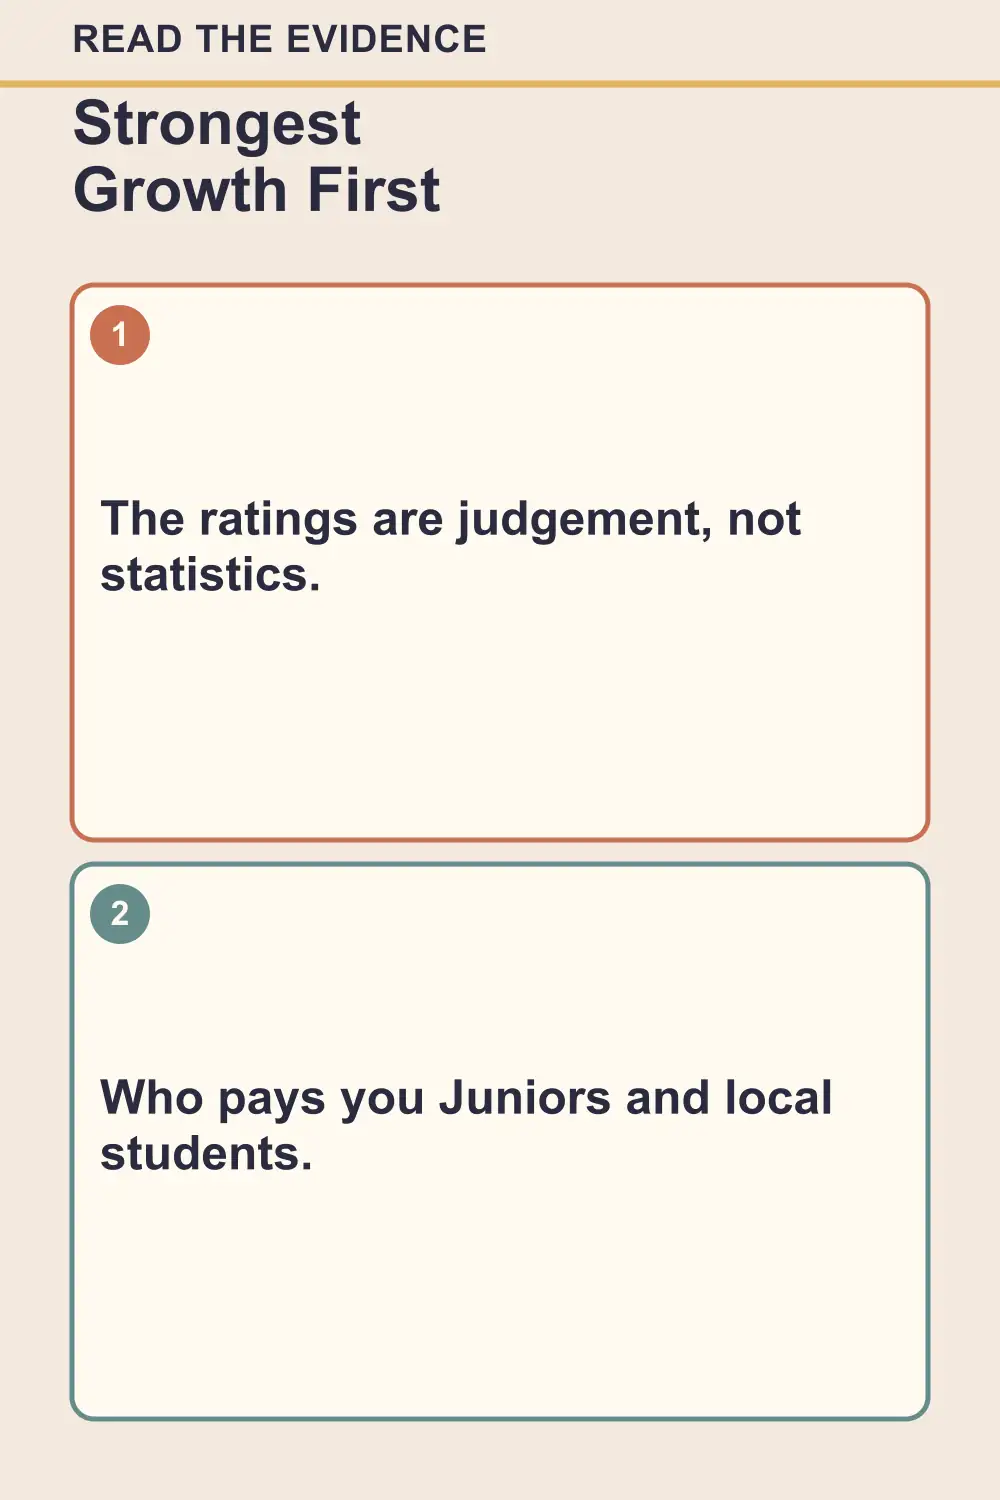 READ THE EVIDENCE
Strongest
Growth First
1
The ratings are judgement, not
statistics.
2
Who pays you Juniors and local
students.